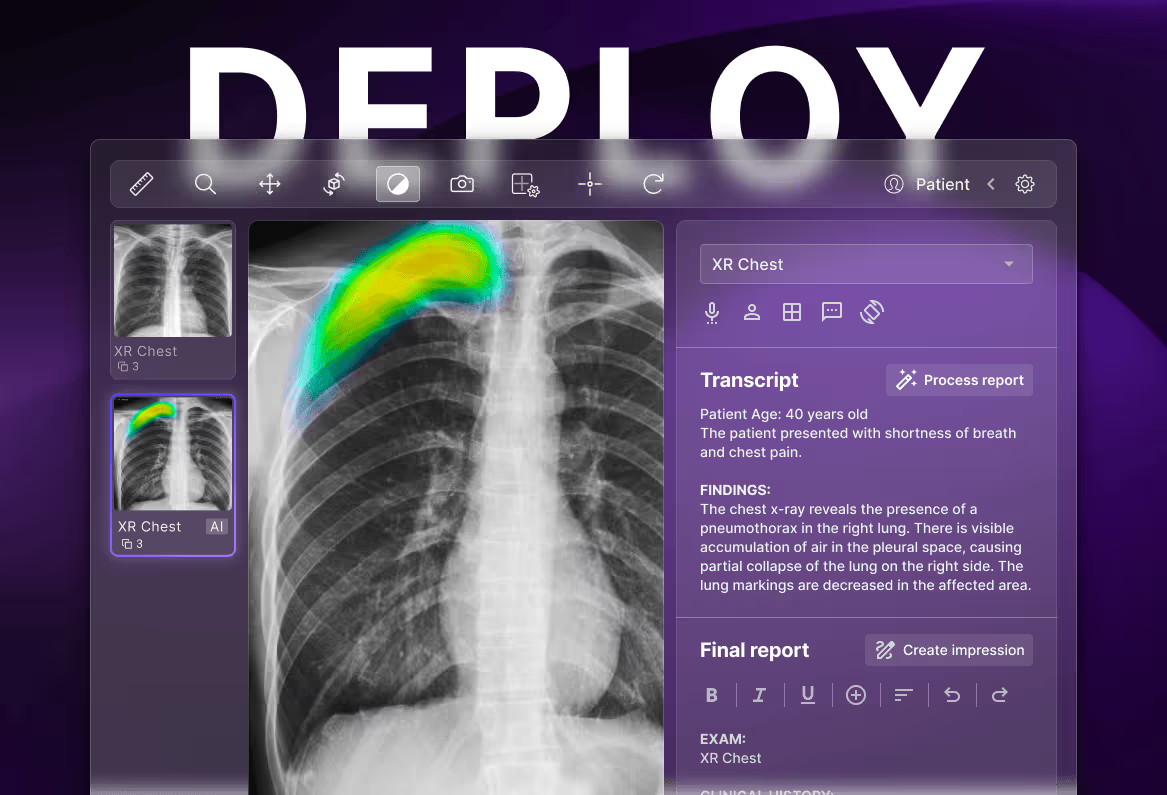 DEPLOY
Patient
XR Chest
3
XR Chest
AI
3
XR Chest
Transcript
Process report
Patient Age: 40 years old
The patient presented with shortness of breath
and chest pain.
FINDINGS:
The chest x-ray reveals the presence of a
pneumothorax in the right lung. There is visible
accumulation of air in the pleural space, causing
partial collapse of the lung on the right side. The
lung markings are decreased in the affected area.
Final report
Create impression
B
I
U
EXAM:
XR Chest
CLINICAL HISTORY: